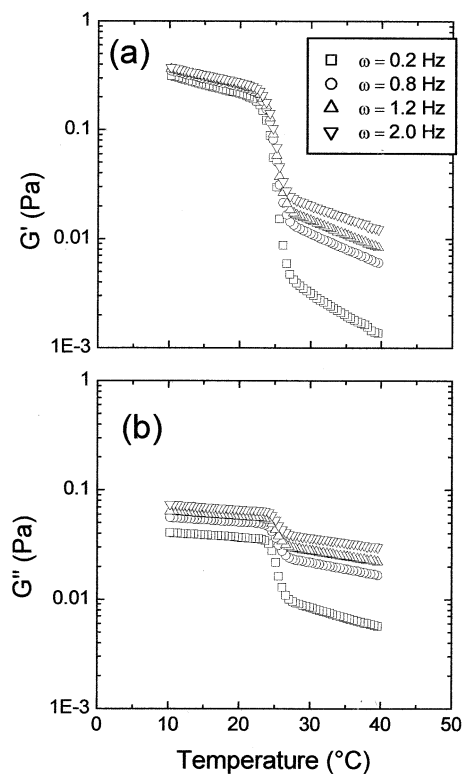 1
(a)
□ ω = 0.2 Hz
○ ω = 0.8 Hz
△ ω = 1.2 Hz
▽ ω = 2.0 Hz
0.1
G' (Pa)
0.01
1E-3
1
(b)
0.1
G'' (Pa)
0.01
1E-3
0 10 20 30 40 50
Temperature (°C)